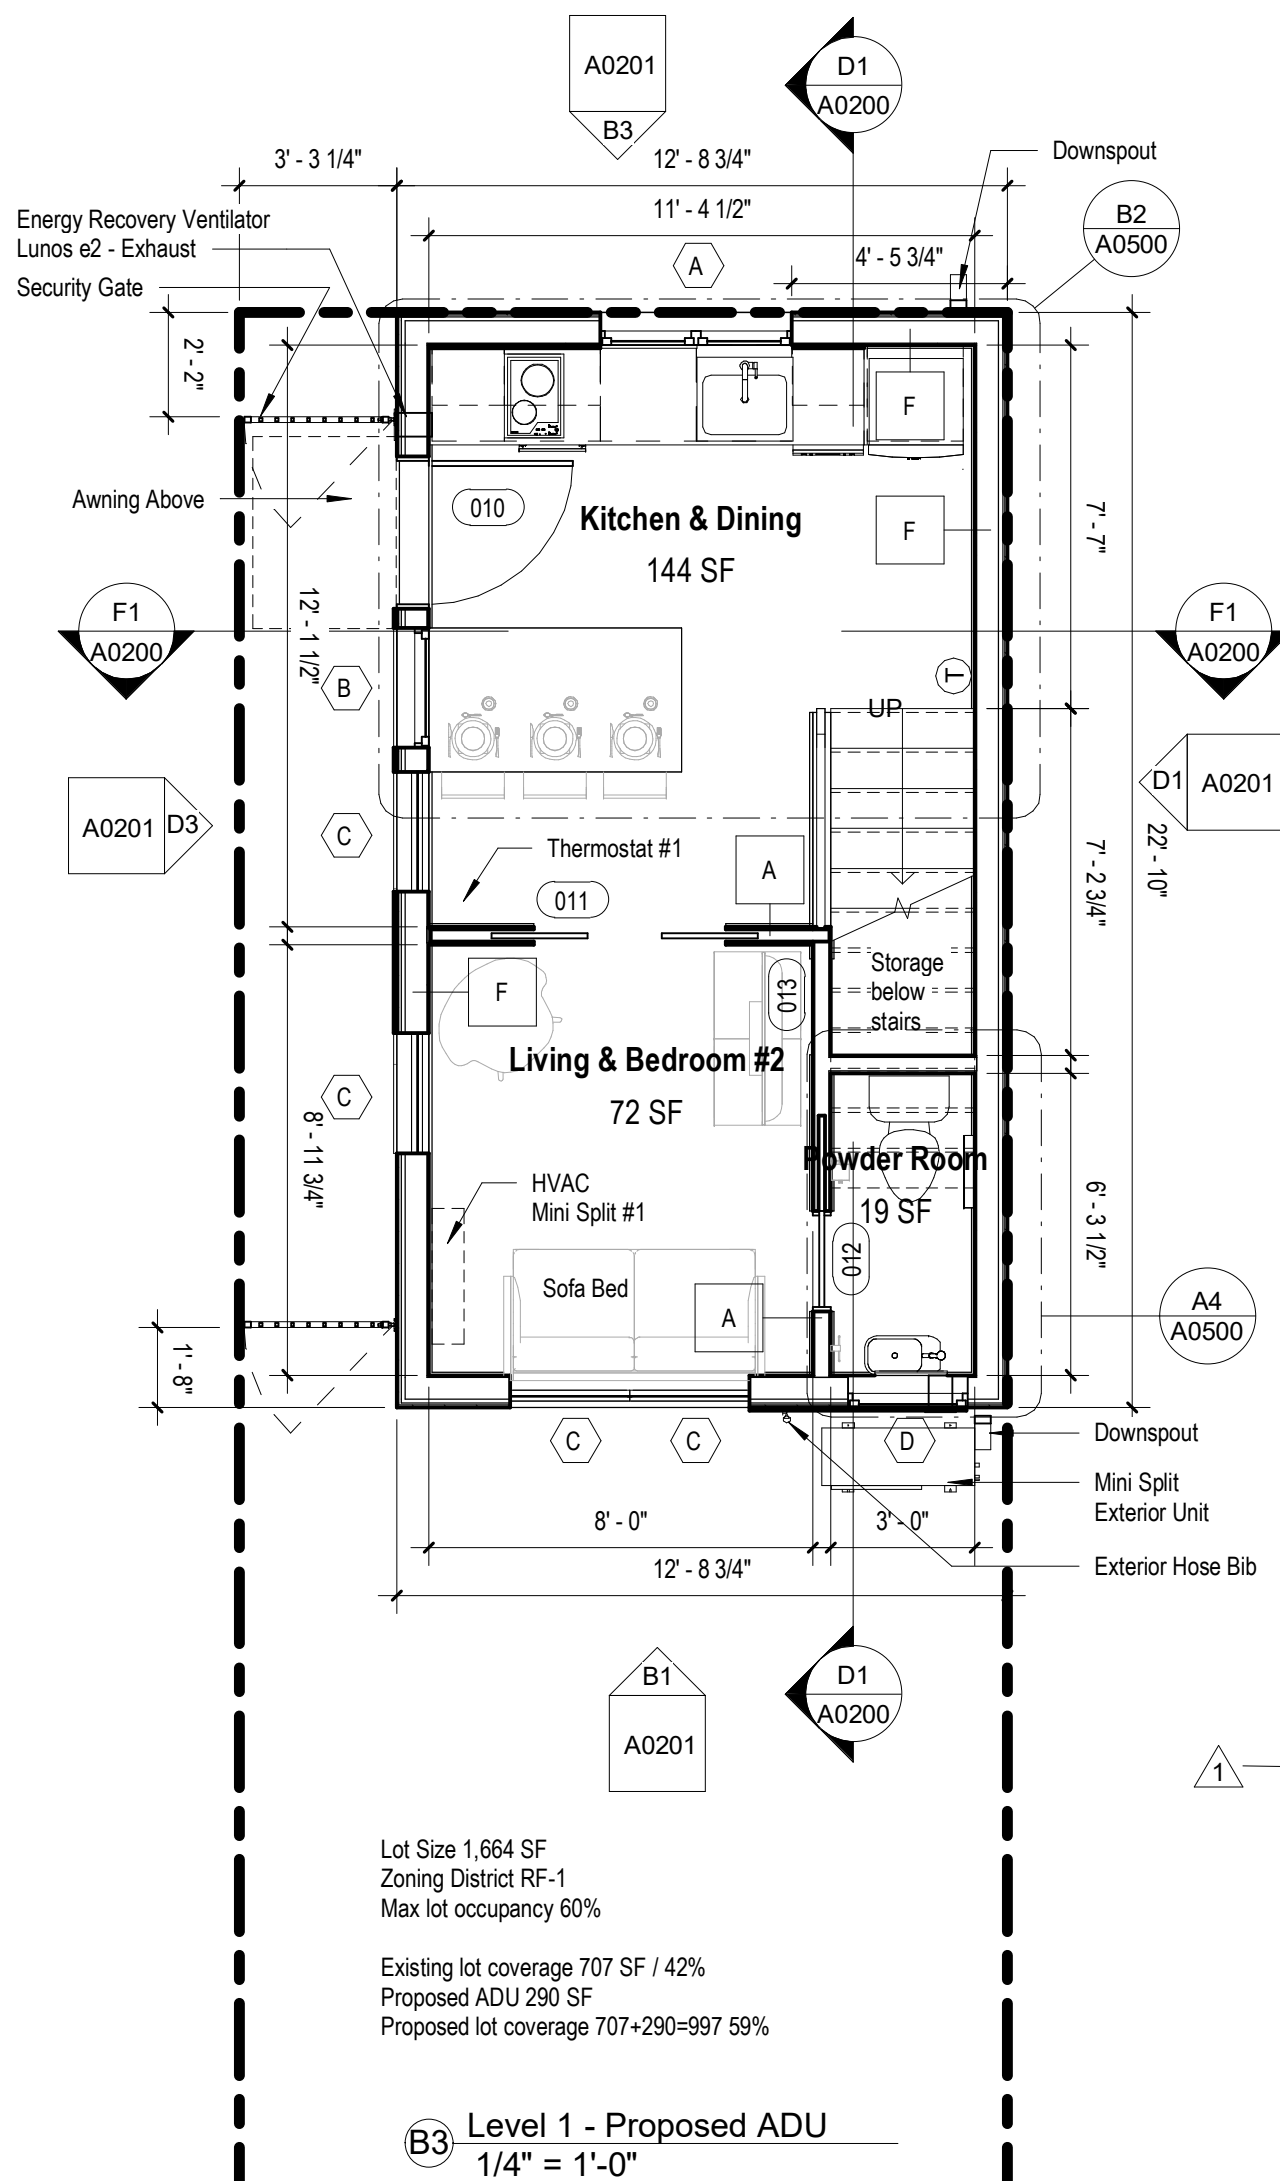 A0201
B3
D1
A0200
3' - 3 1/4"
12' - 8 3/4"
Downspout
11' - 4 1/2"
Energy Recovery Ventilator
Lunos e2 - Exhaust
B2
A0500
A
4' - 5 3/4"
Security Gate
2' - 2"
F
010
Awning Above
Kitchen & Dining
144 SF
F
7' - 7"
F1
A0200
12' - 1 1/2"
F1
A0200
B
T
UP
A0201
D3
C
D1
A0201
22' - 10"
7' - 2 3/4"
Thermostat #1
A
011
Storage
below
stairs
F
013
Living & Bedroom #2
72 SF
C
8' - 11 3/4"
Powder Room
19 SF
HVAC
Mini Split #1
012
6' - 3 1/2"
Sofa Bed
A
A4
A0500
1' - 8"
C
C
D
Downspout
Mini Split
Exterior Unit
8' - 0"
3' - 0"
12' - 8 3/4"
Exterior Hose Bib
B1
A0201
D1
A0200
1
Lot Size 1,664 SF
Zoning District RF-1
Max lot occupancy 60%
Existing lot coverage 707 SF / 42%
Proposed ADU 290 SF
Proposed lot coverage 707+290=997 59%
B3
Level 1 - Proposed ADU
1/4" = 1'-0"